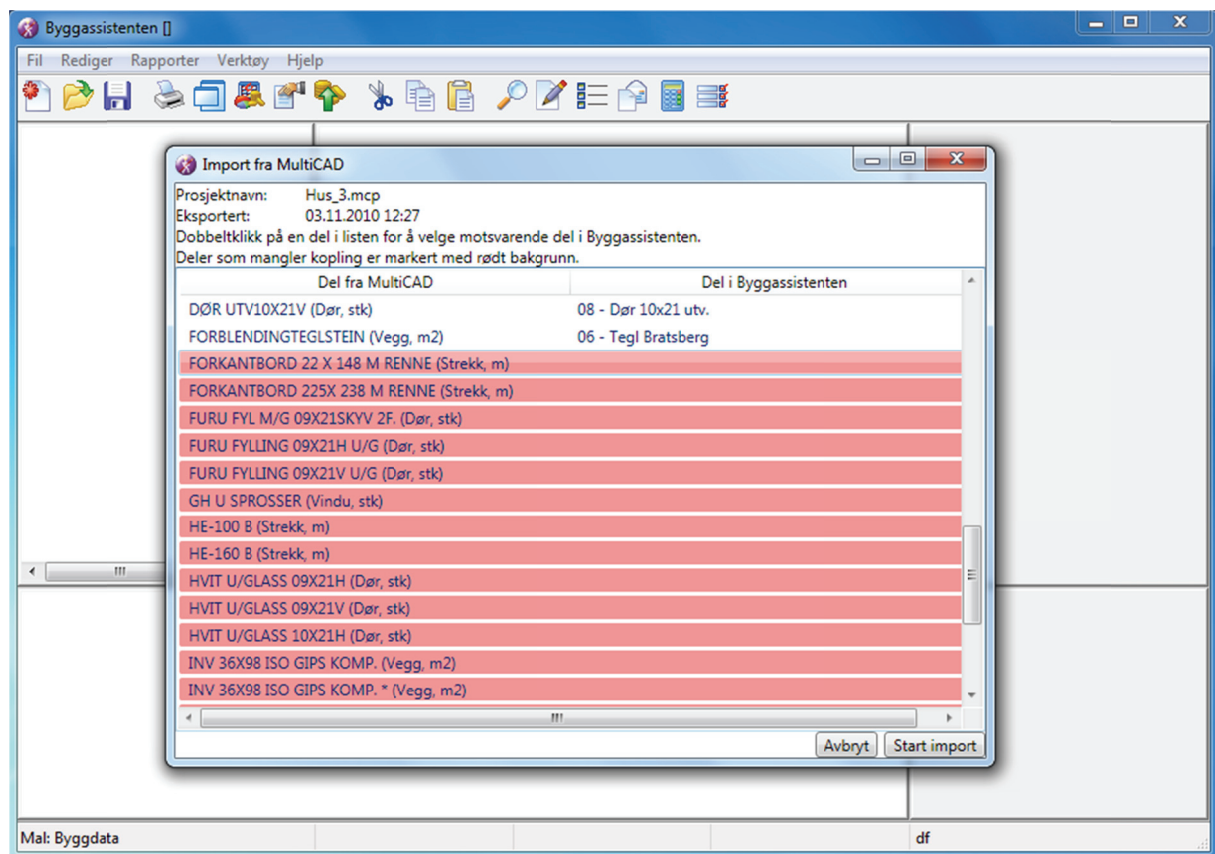 Byggassistenten []
Fil Rediger Rapporter Verktøy Hjelp
Import fra MultiCAD
Prosjektnavn: Hus_3.mcp
Eksportert: 03.11.2010 12:27
Dobbeltklikk på en del i listen for å velge motsvarende del i Byggassistenten.
Deler som mangler kopling er markert med rødt bakgrunn.
Del fra MultiCAD Del i Byggassistenten
DØR UTV10X21V (Dør, stk) 08 - Dør 10x21 utv.
FORBLENDINGTEGLSTEIN (Vegg, m2) 06 - Tegl Bratsberg
FORKANTBORD 22 X 148 M RENNE (Strekk, m)
FORKANTBORD 225X 238 M RENNE (Strekk, m)
FURU FYL M/G 09X21SKYV 2F. (Dør, stk)
FURU FYLLING 09X21H U/G (Dør, stk)
FURU FYLLING 09X21V U/G (Dør, stk)
GH U SPROSSER (Vindu, stk)
HE-100 B (Strekk, m)
HE-160 B (Strekk, m)
HVIT U/GLASS 09X21H (Dør, stk)
HVIT U/GLASS 09X21V (Dør, stk)
HVIT U/GLASS 10X21H (Dør, stk)
INV 36X98 ISO GIPS KOMP. (Vegg, m2)
INV 36X98 ISO GIPS KOMP. * (Vegg, m2)
Avbryt Start import
Mal: Byggdata df